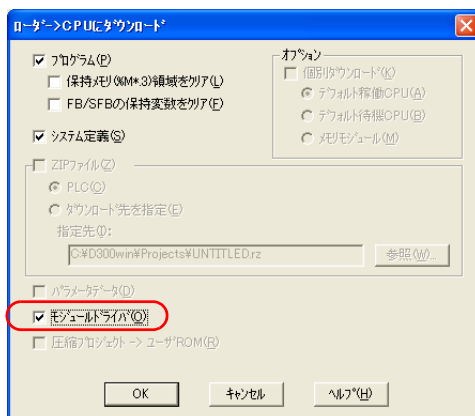 ローダ->CPUにダウンロード
プログラム(P)
保持メモリ(%M*.3)領域をクリア(L)
FB/SFBの保持変数をクリア(F)
システム定義(S)
オプション
個別ダウンロード(K)
デフォルト稼働CPU(A)
デフォルト待機CPU(B)
メモリモジュール(M)
ZIPファイル(Z)
PLC(C)
ダウンロード先を指定(E)
指定先(I):
C:¥D300win¥Projects¥UNTITLED.rz
参照(W)...
パラメータデータ(D)
モジュールドライバ(O)
圧縮プロジェクト -> ユーザROM(R)
OK
キャンセル
ヘルプ(H)